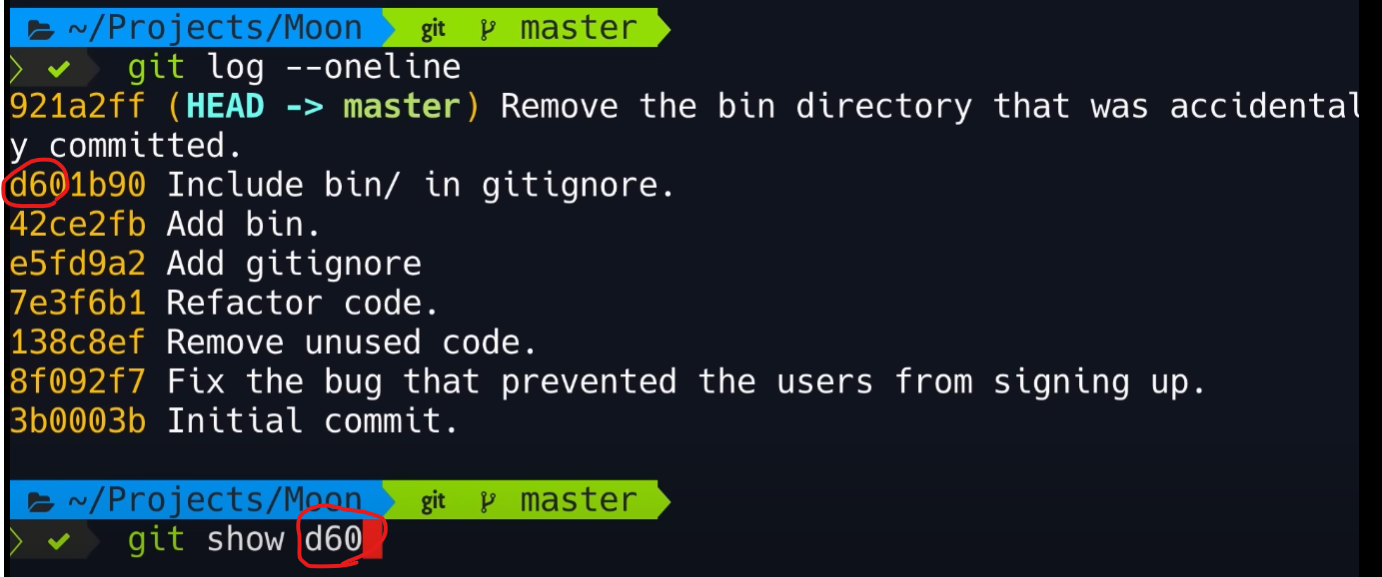 ~/Projects/Moon git master
git log --oneline
921a2ff (HEAD -> master) Remove the bin directory that was accidental
y committed.
d601b90 Include bin/ in gitignore.
42ce2fb Add bin.
e5fd9a2 Add gitignore
7e3f6b1 Refactor code.
138c8ef Remove unused code.
8f092f7 Fix the bug that prevented the users from signing up.
3b0003b Initial commit.
~/Projects/Moon git master
git show d60